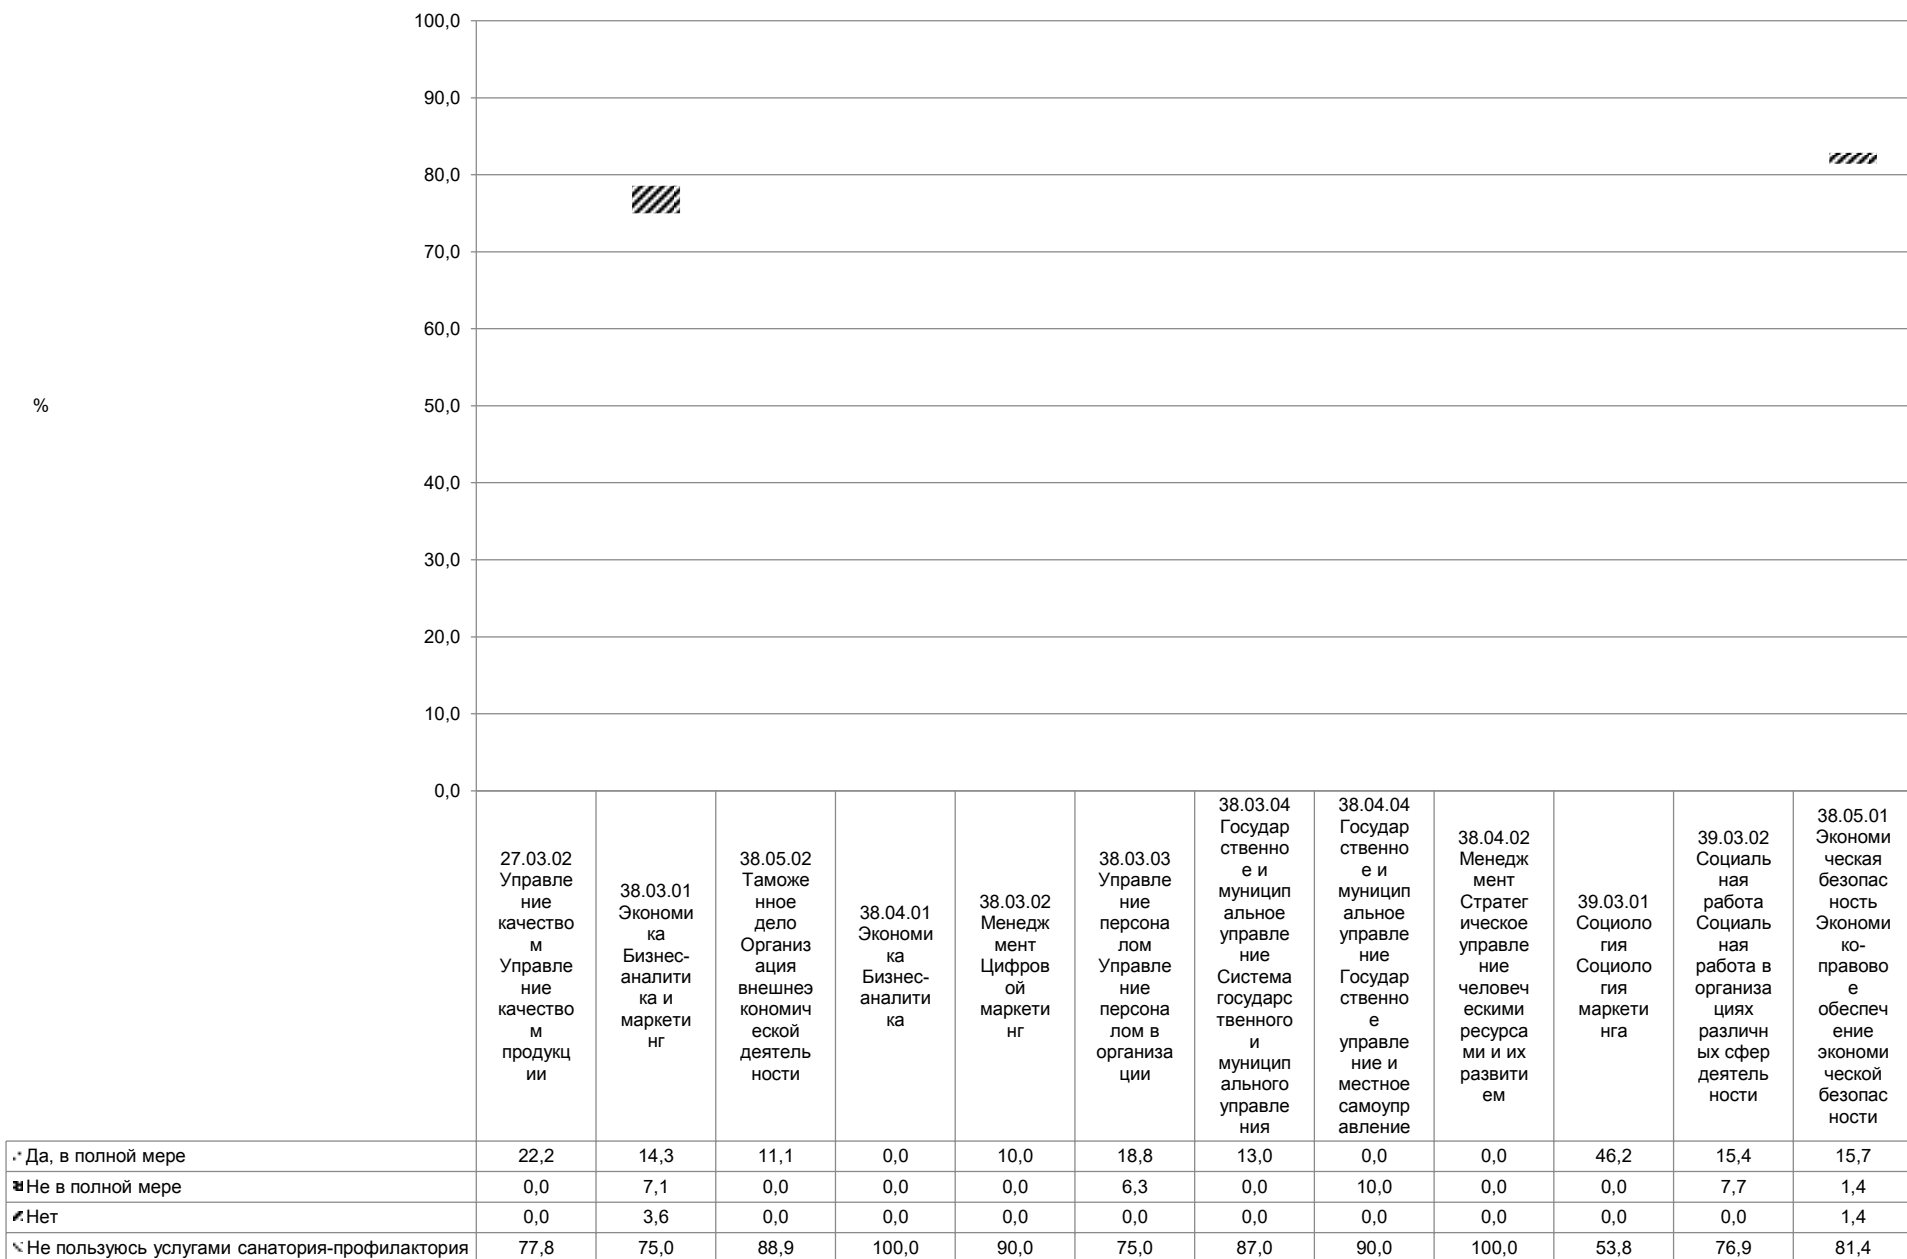 100,0
90,0
80,0
70,0
60,0
50,0
40,0
30,0
20,0
10,0
0,0
%
27.03.02
Управле
ние
качество
м
Управле
ние
качество
м
продукц
ии
38.03.01
Экономи
ка
Бизнес-
аналити
ка и
маркети
нг
38.05.02
Таможе
нное
дело
Организ
ация
внешнеэ
кономич
еской
деятель
ности
38.04.01
Экономи
ка
Бизнес-
аналити
ка
38.03.02
Менедж
мент
Цифров
ой
маркети
нг
38.03.03
Управле
ние
персона
лом
Управле
ние
персона
лом в
организа
ции
38.03.04
Государ
ственно
е и
муницип
альное
управле
ние
Система
государс
твенного
и
муницип
ального
управле
ния
38.04.04
Государ
ственно
е и
муницип
альное
управле
ние
Государ
ственно
е
управле
ние и
местное
самоупр
авление
38.04.02
Менедж
мент
Стратег
ическое
управле
ние
человеч
ескими
ресурса
ми и их
развити
ем
39.03.01
Социоло
гия
Социоло
гия
маркети
нга
39.03.02
Социаль
ная
работа
Социаль
ная
работа в
организа
циях
различн
ых сфер
деятель
ности
38.05.01
Экономи
ческая
безопас
ность
Экономи
ко-
правово
е
обеспеч
ение
экономи
ческой
безопас
ности
Да, в полной мере 22,2 14,3 11,1 0,0 10,0 18,8 13,0 0,0 0,0 46,2 15,4 15,7
Не в полной мере 0,0 7,1 0,0 0,0 0,0 6,3 0,0 10,0 0,0 0,0 7,7 1,4
Нет 0,0 3,6 0,0 0,0 0,0 0,0 0,0 0,0 0,0 0,0 0,0 1,4
Не пользуюсь услугами санатория-профилактория 77,8 75,0 88,9 100,0 90,0 75,0 87,0 90,0 100,0 53,8 76,9 81,4